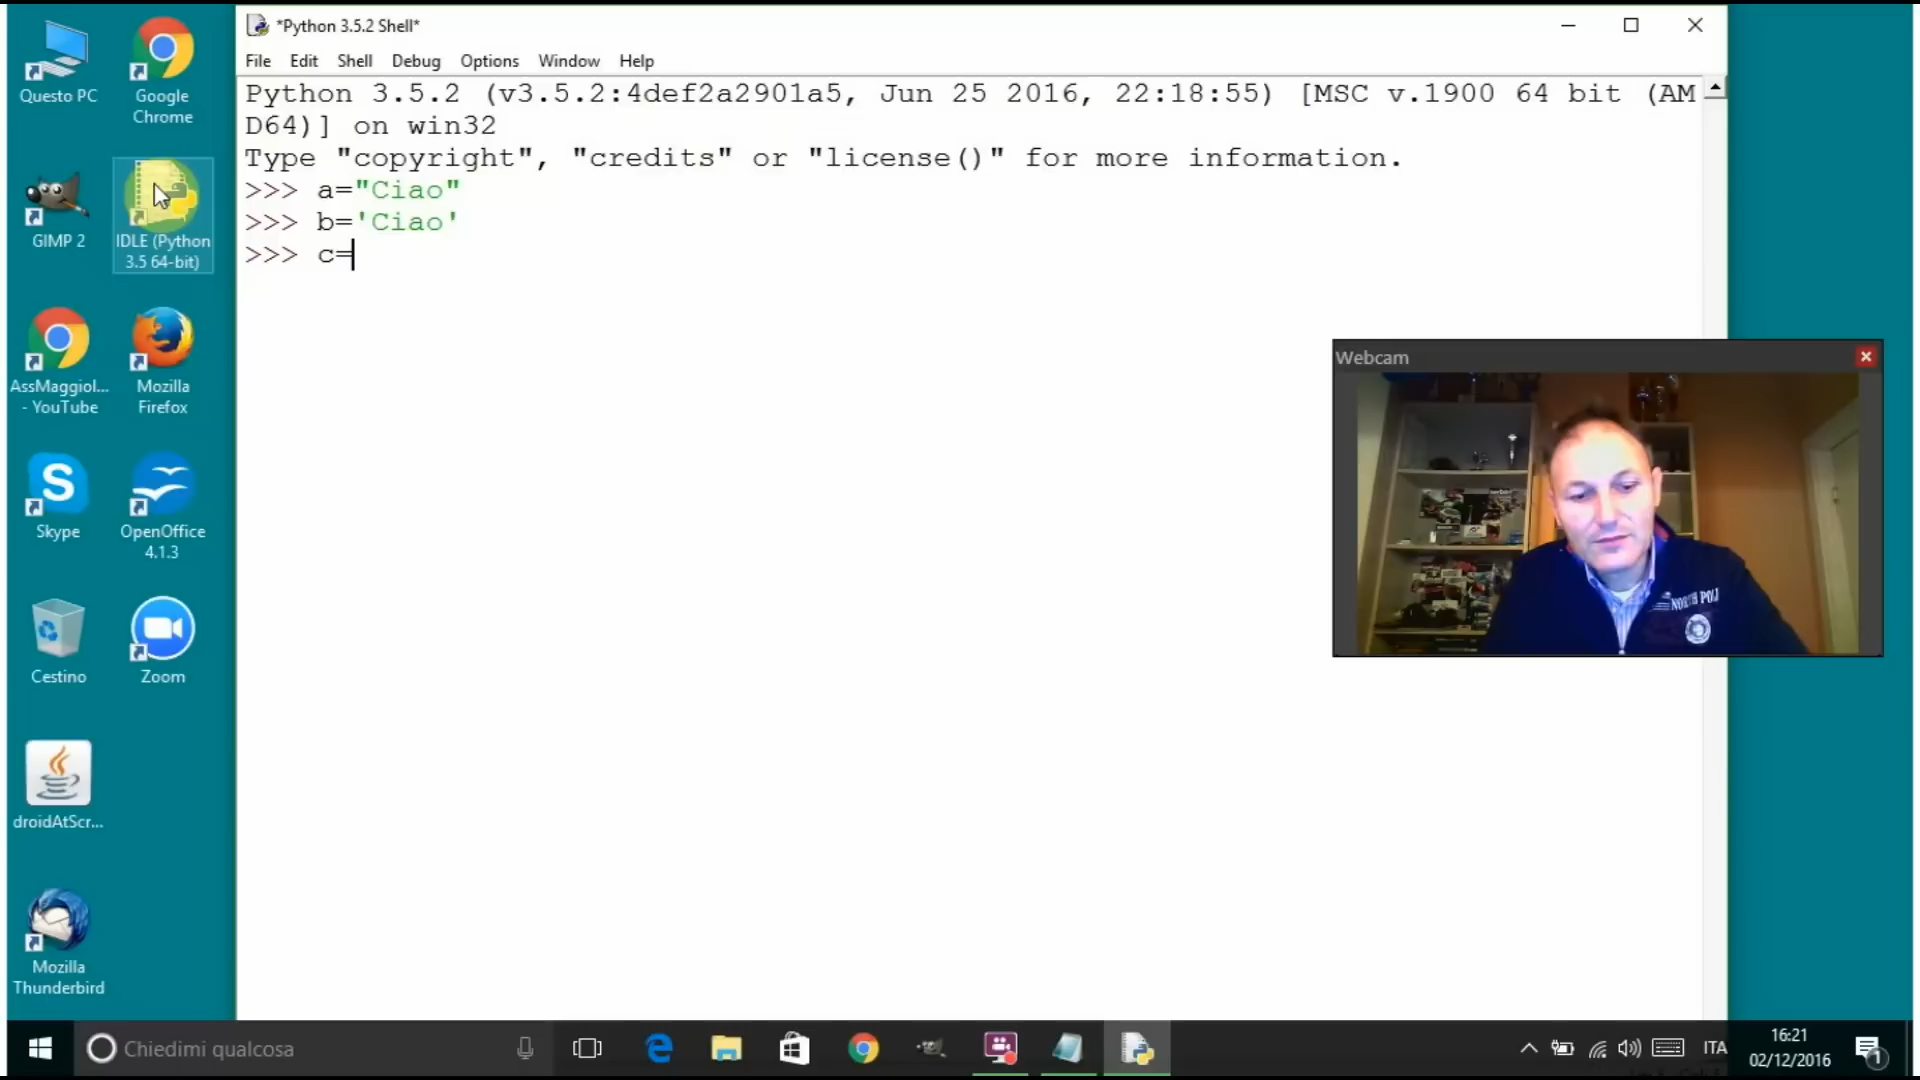 *Python 3.5.2 Shell*
File Edit Shell Debug Options Window Help
Python 3.5.2 (v3.5.2:4def2a2901a5, Jun 25 2016, 22:18:55) [MSC v.1900 64 bit (AM
D64)] on win32
Type "copyright", "credits" or "license()" for more information.
>>> a="Ciao"
>>> b='Ciao'
>>> c=
Questo PC
Google
Chrome
GIMP 2
IDLE (Python
3.5 64-bit)
AssMaggiol...
- YouTube
Mozilla
Firefox
Skype
OpenOffice
4.1.3
Cestino
Zoom
droidAtScr...
Mozilla
Thunderbird
Webcam
NORTH POL
Chiedimi qualcosa
ITA
16:21
02/12/2016
1